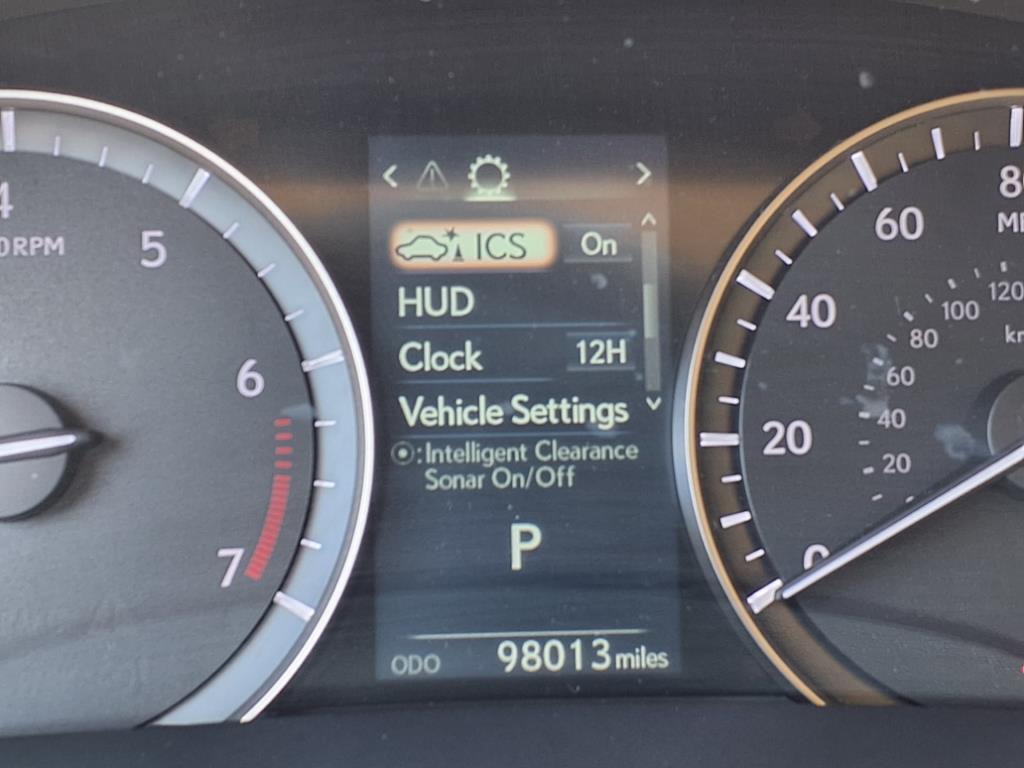 4
5
6
7
ICS On
HUD
Clock 12H
Vehicle Settings
: Intelligent Clearance
Sonar On/Off
P
ODO 98013 miles
60
40
20
0
120
100
80
60
40
20